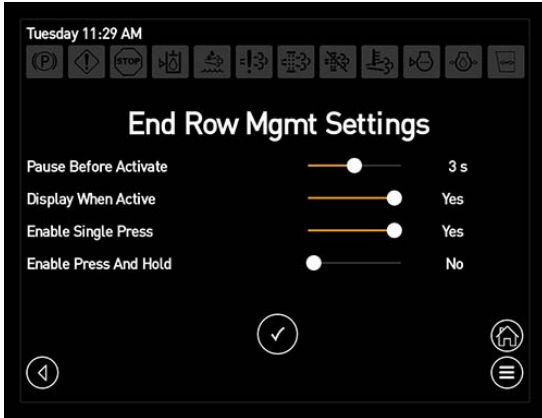 Tuesday 11:29 AM
(P) STOP
End Row Mgmt Settings
Pause Before Activate 3 s
Display When Active Yes
Enable Single Press Yes
Enable Press And Hold No